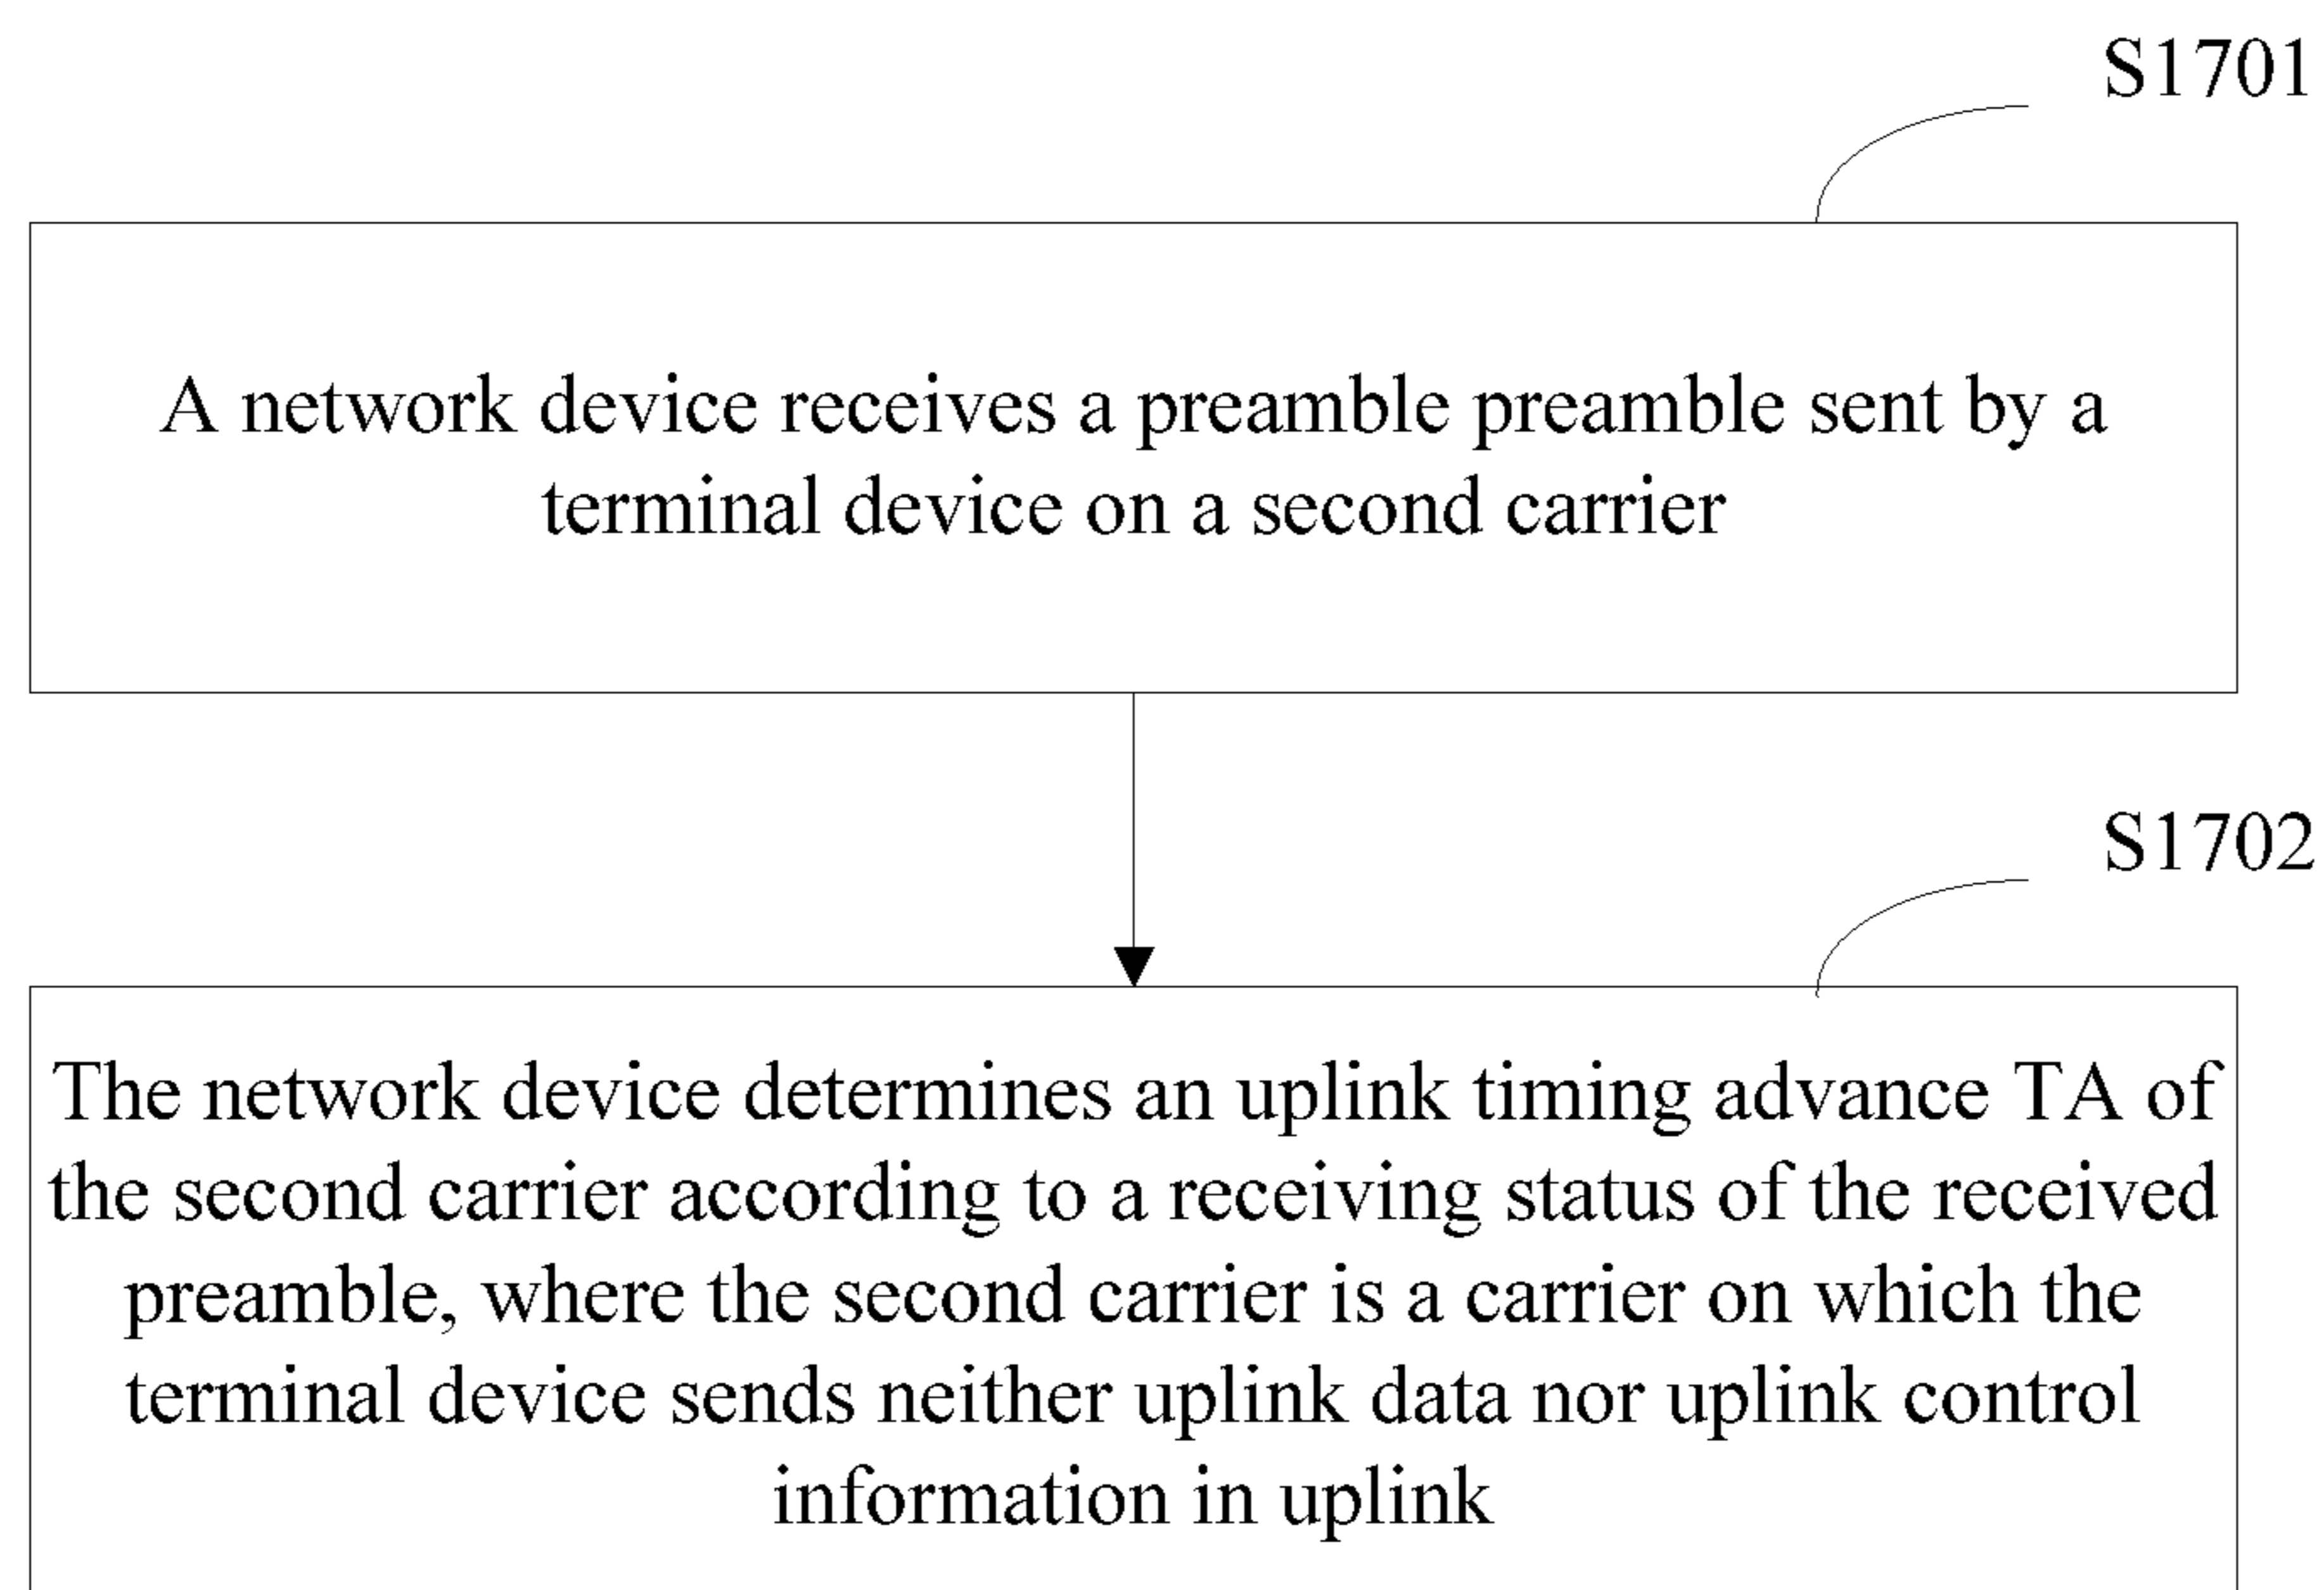 S1701
A network device receives a preamble preamble sent by a
terminal device on a second carrier
S1702
The network device determines an uplink timing advance TA of
the second carrier according to a receiving status of the received
preamble, where the second carrier is a carrier on which the
terminal device sends neither uplink data nor uplink control
information in uplink